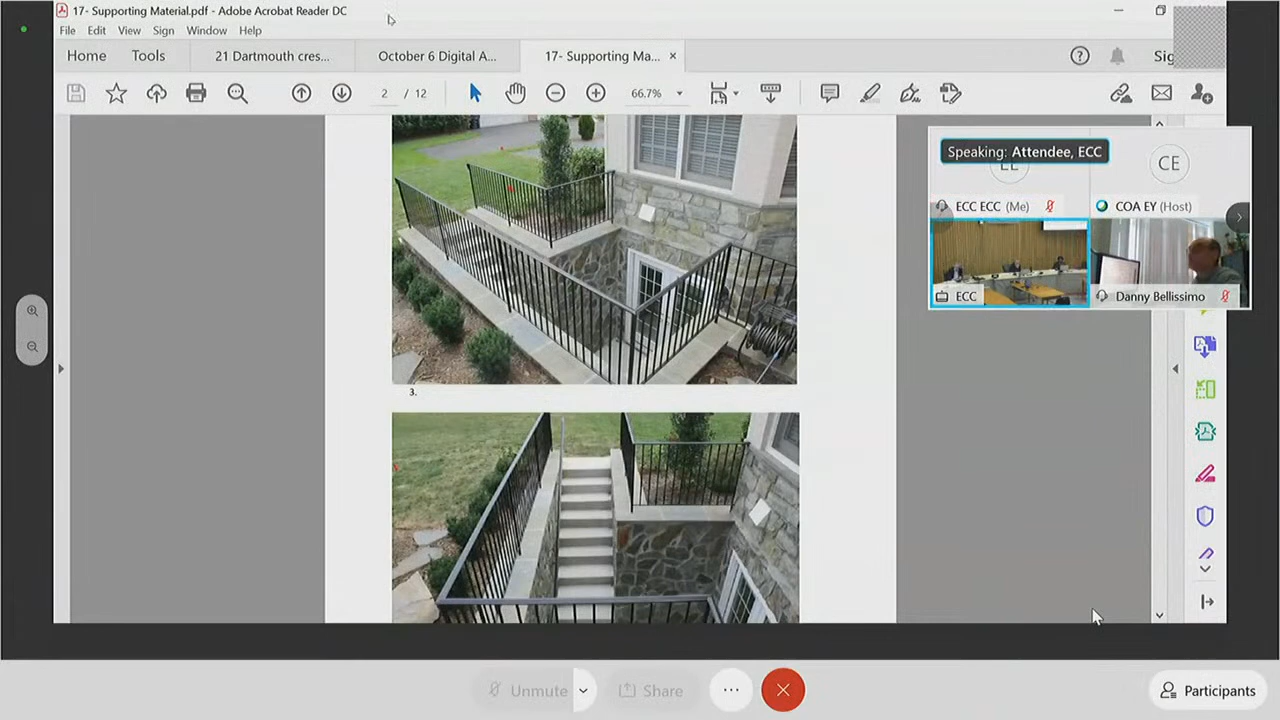 17- Supporting Material.pdf - Adobe Acrobat Reader DC
File Edit View Sign Window Help
Home Tools 21 Dartmouth cres... October 6 Digital A... 17- Supporting Ma... × Sig
2 / 12 66.7%
Speaking: Attendee, ECC
CE
ECC ECC (Me) COA EY (Host)
ECC Danny Bellissimo
3.
Unmute Share Participants